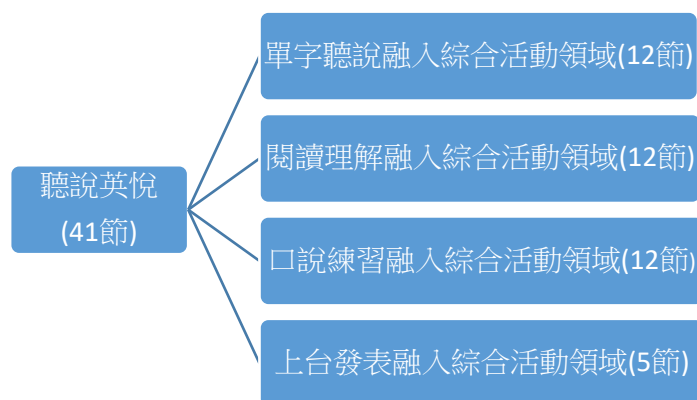 單字聽說融入綜合活動領域(12節)
閱讀理解融入綜合活動領域(12節)
聽說英悅
(41節)
口說練習融入綜合活動領域(12節)
上台發表融入綜合活動領域(5節)